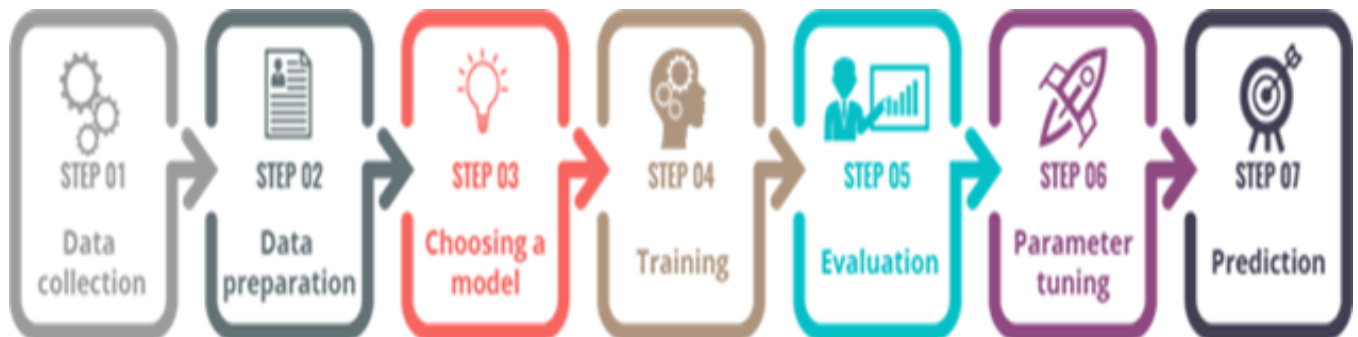 STEP 01
Data
collection
STEP 02
Data
preparation
STEP 03
Choosing a
model
STEP 04
Training
STEP 05
Evaluation
STEP 06
Parameter
tuning
STEP 07
Prediction